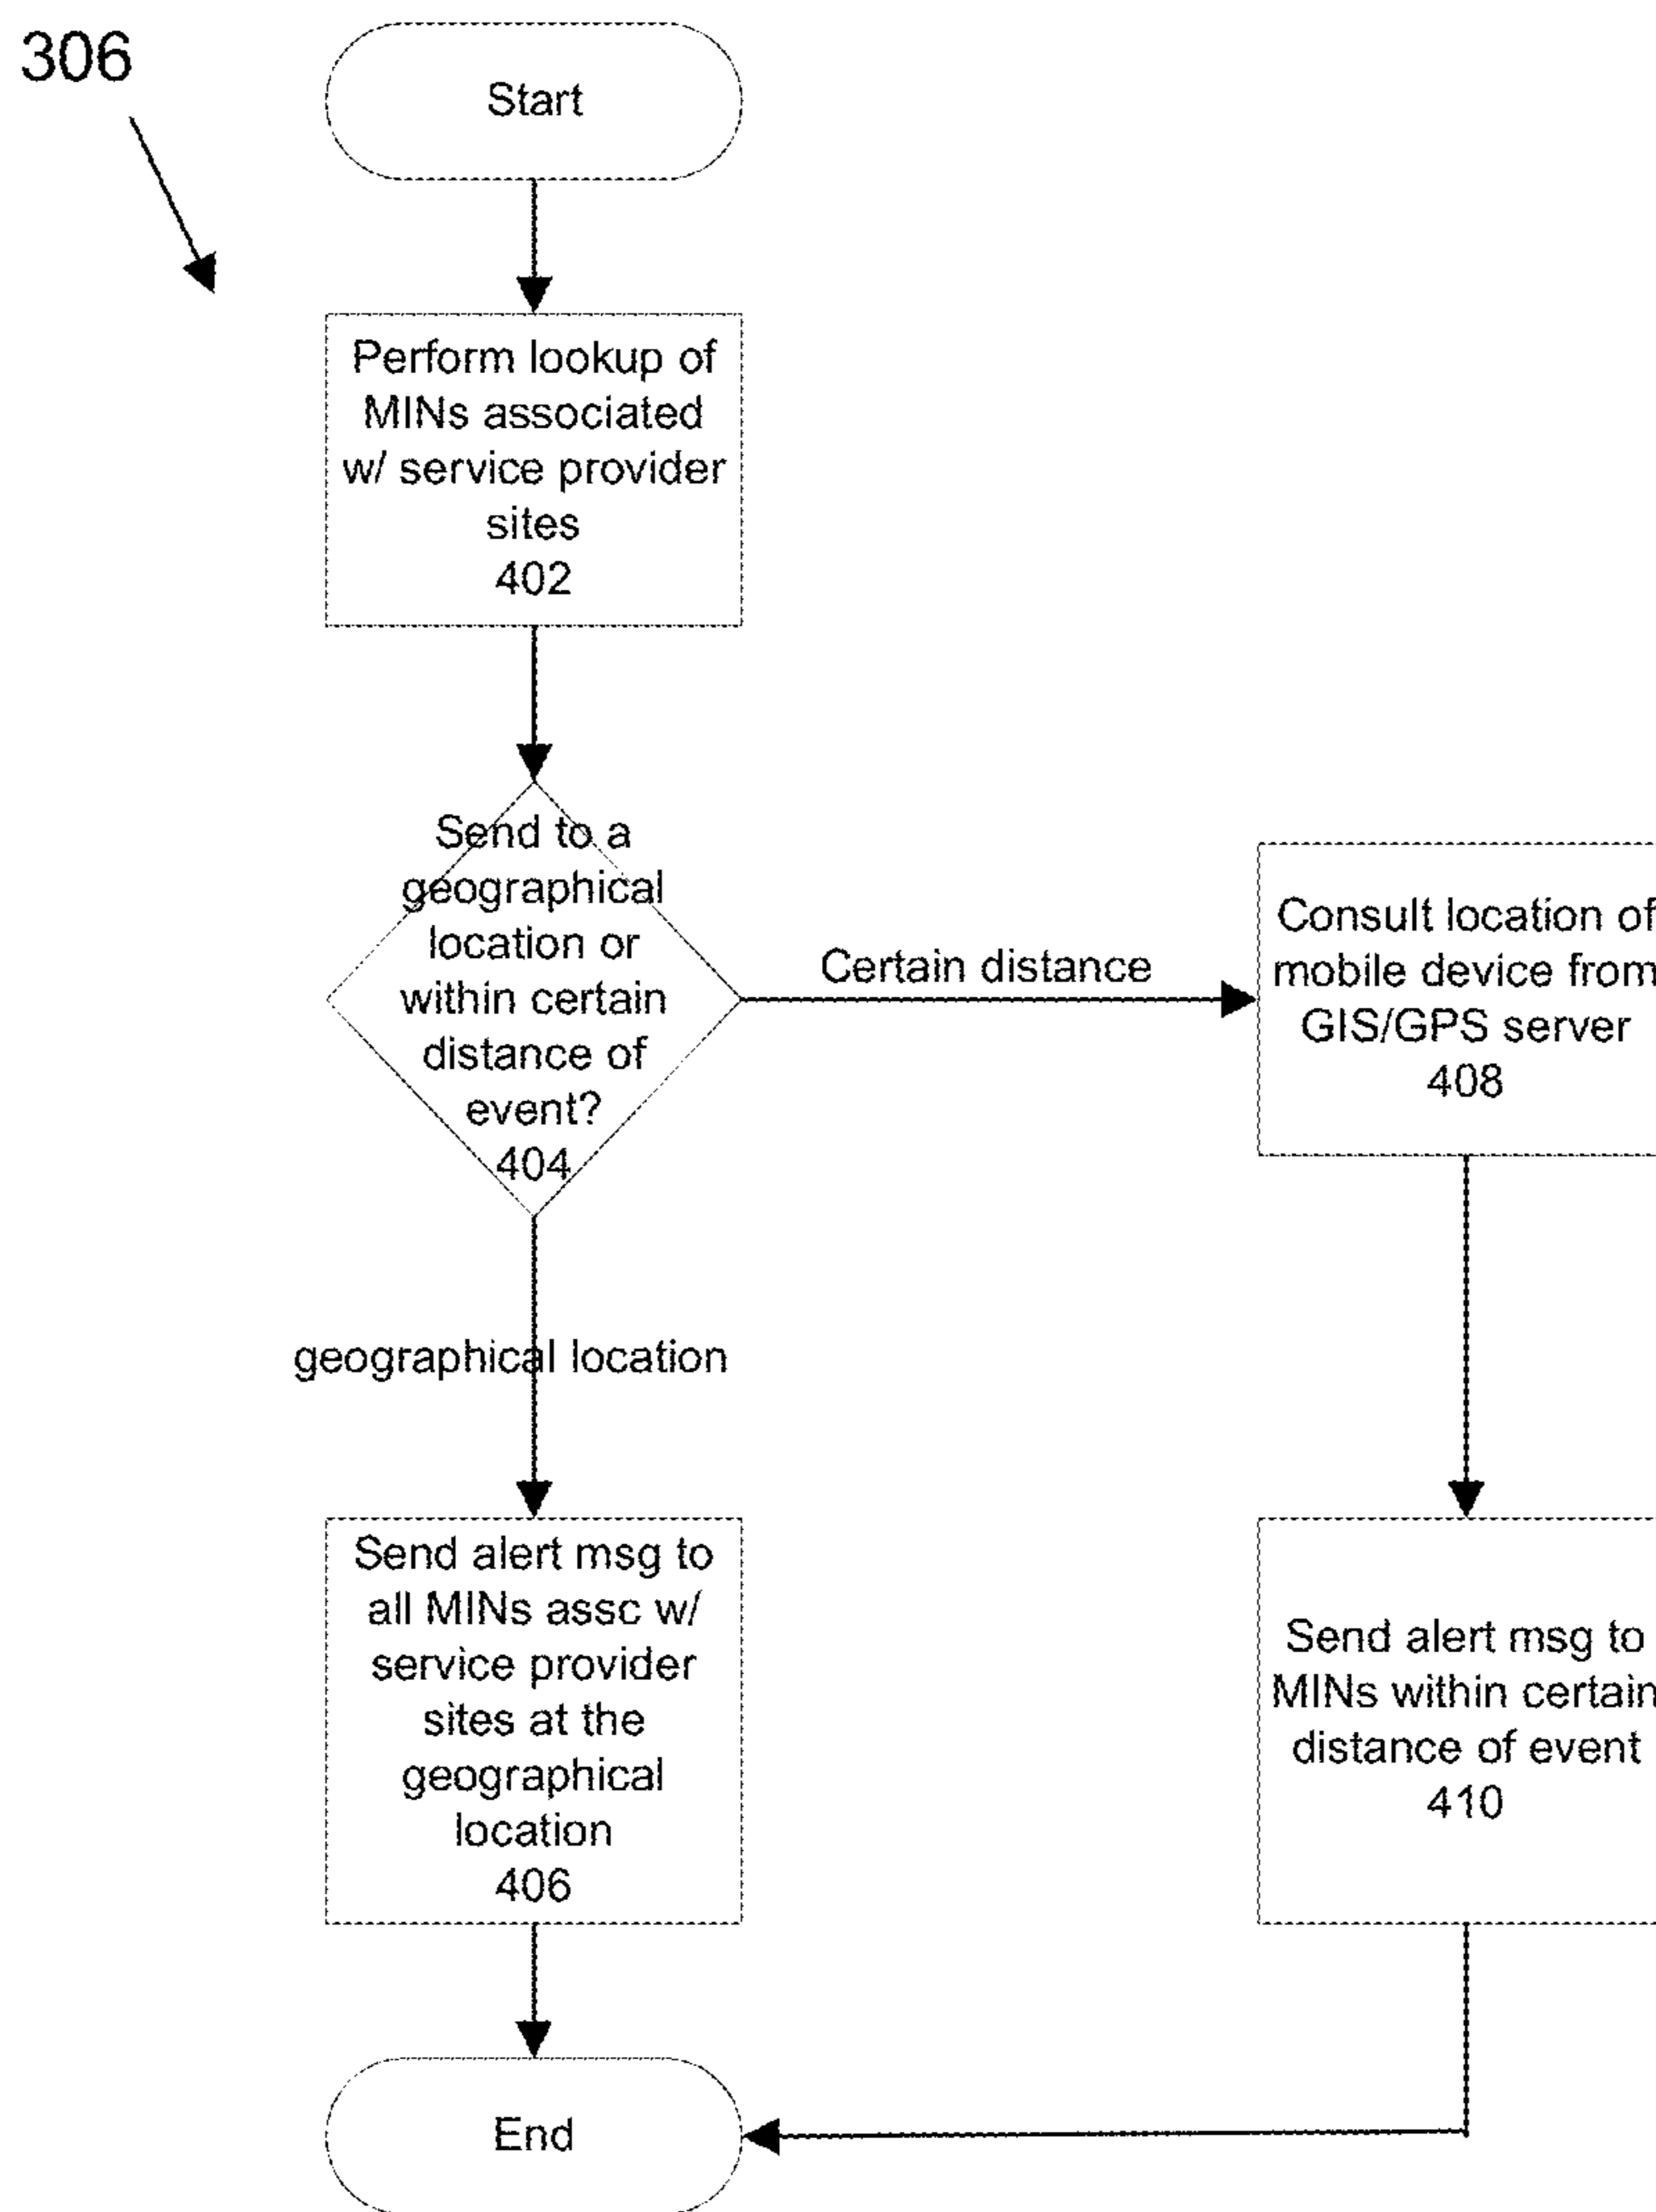 306
Start
Perform lookup of
MINs associated
w/ service provider
sites
402
Send to a
geographical
location or
within certain
distance of
event?
404
Certain distance
Consult location of
mobile device from
GIS/GPS server
408
geographical location
Send alert msg to
all MINs assc w/
service provider
sites at the
geographical
location
406
Send alert msg to
MINs within certain
distance of event
410
End